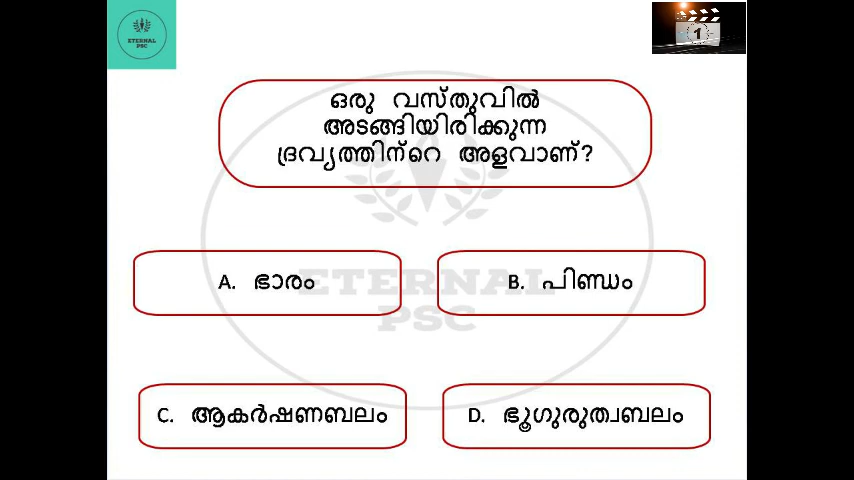 ETERNAL
PSC
1
ഒരു വസ്തുവിൽ
അടങ്ങിയിരിക്കുന്ന
ദ്രവ്യത്തിന്റെ അളവാണ്?
A. ഭാരം
B. പിണ്ഡം
ETERNAL
PSC
C. ആകർഷണബലം
D. ഭൂഗുരുത്വബലം